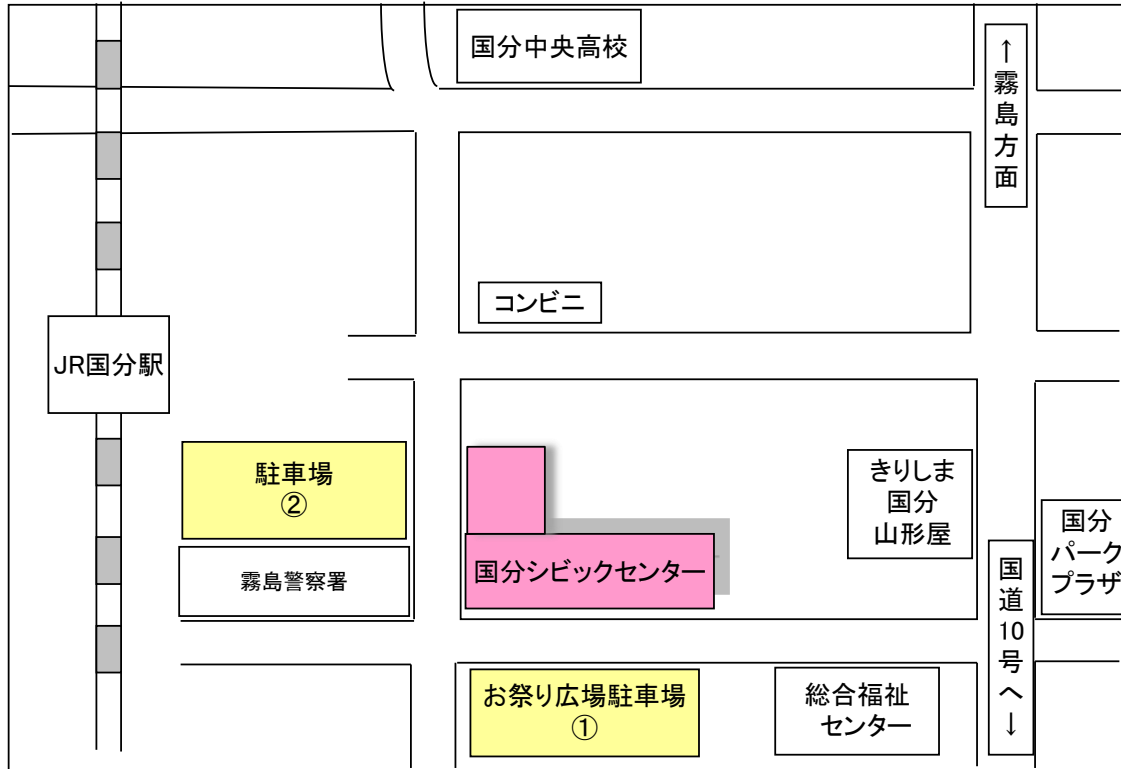 国分中央高校
↑霧島方面
コンビニ
JR国分駅
駐車場
②
きりしま
国分
山形屋
国分
パーク
プラザ
国分シビックセンター
霧島警察署
国道10号へ↓
お祭り広場駐車場
①
総合福祉
センター